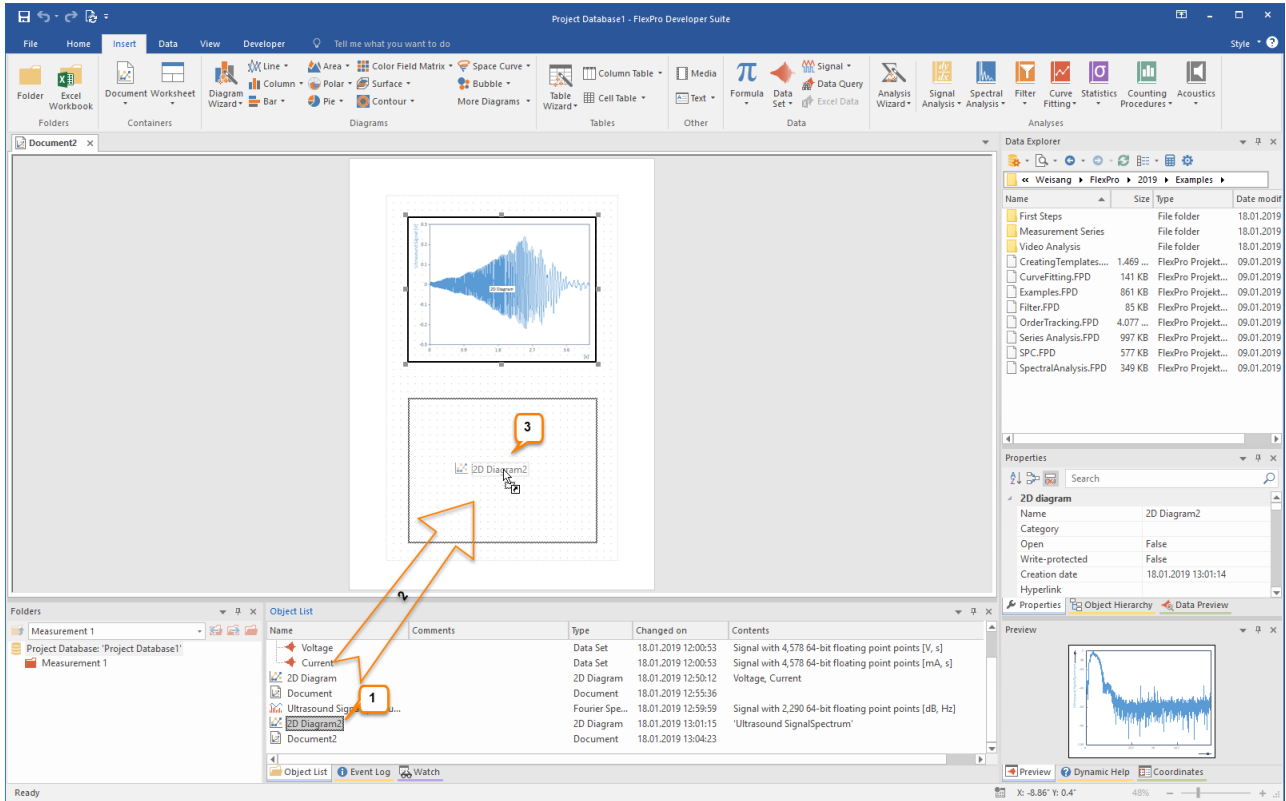 Project Database1 - FlexPro Developer Suite
File Home Insert Data View Developer Tell me what you want to do Style
Folder Excel Workbook
Folders
Document Worksheet
Containers
Diagram Wizard Line Area Color Field Matrix Space Curve
Column Polar Surface Bubble
Bar Pie Contour More Diagrams
Diagrams
Table Wizard Column Table
Cell Table
Tables
Media
Text
Other
Formula Data Set Signal
Data Query
Excel Data
Data
Analysis Wizard Signal Analysis Spectral Analysis Filter Curve Fitting Statistics Counting Procedures Acoustics
Analyses
Document2
2D Diagram
3
2D Diagram2
2
Data Explorer
« Weisang FlexPro 2019 Examples
Name Size Type Date modif
First Steps File folder 18.01.2019
Measurement Series File folder 18.01.2019
Video Analysis File folder 18.01.2019
CreatingTemplates.... 1.469 ... FlexPro Projekt... 09.01.2019
CurveFitting.FPD 141 KB FlexPro Projekt... 09.01.2019
Examples.FPD 861 KB FlexPro Projekt... 09.01.2019
Filter.FPD 85 KB FlexPro Projekt... 09.01.2019
OrderTracking.FPD 4.077 ... FlexPro Projekt... 09.01.2019
Series Analysis.FPD 997 KB FlexPro Projekt... 09.01.2019
SPC.FPD 577 KB FlexPro Projekt... 09.01.2019
SpectralAnalysis.FPD 349 KB FlexPro Projekt... 09.01.2019
Properties
Search
2D diagram
Name 2D Diagram2
Category
Open False
Write-protected False
Creation date 18.01.2019 13:01:14
Hyperlink
Properties Object Hierarchy Data Preview
Folders
Measurement 1
Project Database: 'Project Database1'
Measurement 1
Object List
Name Comments Type Changed on Contents
Voltage Data Set 18.01.2019 12:00:53 Signal with 4,578 64-bit floating point points [V, s]
Current Data Set 18.01.2019 12:00:53 Signal with 4,578 64-bit floating point points [mA, s]
2D Diagram 2D Diagram 18.01.2019 12:50:12 Voltage, Current
Document Document 18.01.2019 12:55:36
1
Ultrasound Sign u... Fourier Spe... 18.01.2019 12:59:59 Signal with 2,290 64-bit floating point points [dB, Hz]
2D Diagram2 2D Diagram 18.01.2019 13:01:15 'Ultrasound SignalSpectrum'
Document2 Document 18.01.2019 13:04:23
Object List Event Log Watch
Preview
Preview Dynamic Help Coordinates
Ready X: -8.86" Y: 0.4" 48%